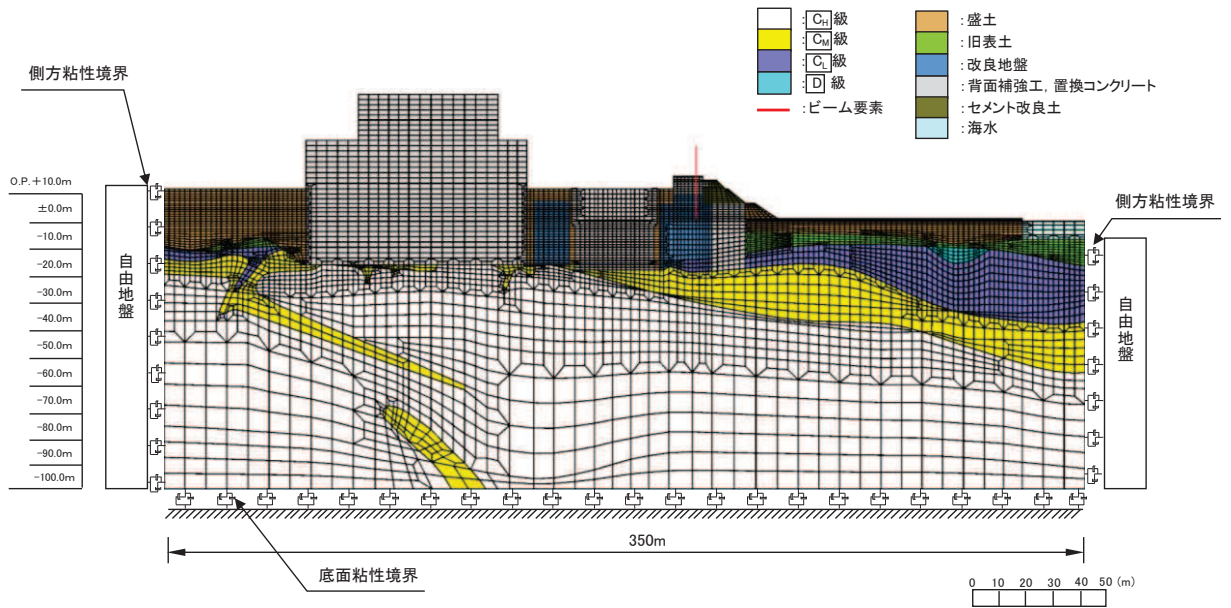 :CH級
:CM級
:CL級
:D 級
:ビーム要素
:盛土
:旧表土
:改良地盤
:背面補強工，置換コンクリート
:セメント改良土
:海水
側方粘性境界
O.P.＋10.0m
±0.0m
-10.0m
-20.0m
-30.0m
-40.0m
-50.0m
-60.0m
-70.0m
-80.0m
-90.0m
-100.0m
自由地盤
側方粘性境界
自由地盤
350m
底面粘性境界
0 10 20 30 40 50 (m)